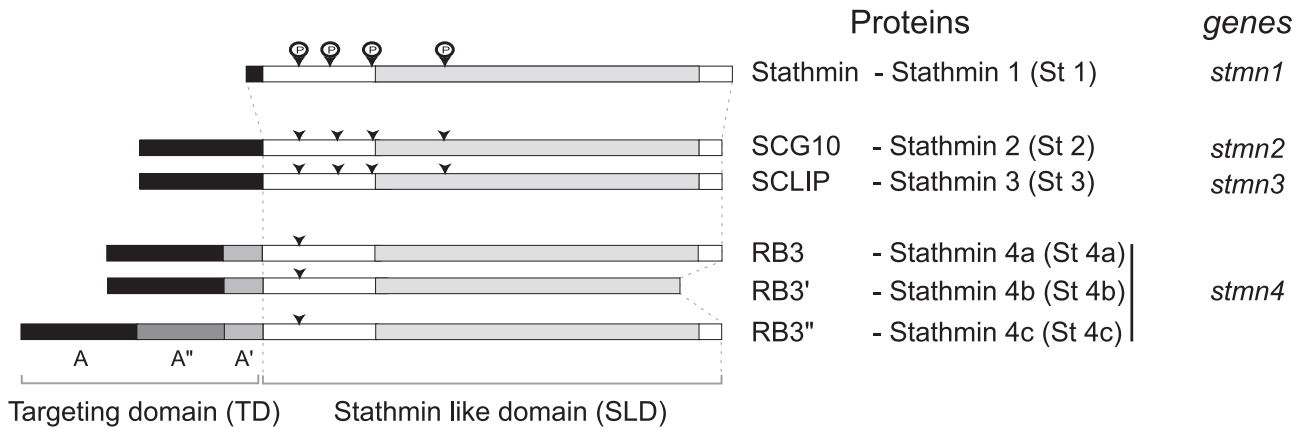 Proteins genes
P P P P
Stathmin - Stathmin 1 (St 1) stmn1
SCG10 - Stathmin 2 (St 2) stmn2
SCLIP - Stathmin 3 (St 3) stmn3
RB3 - Stathmin 4a (St 4a)
RB3' - Stathmin 4b (St 4b) stmn4
RB3" - Stathmin 4c (St 4c)
A A" A'
Targeting domain (TD) Stathmin like domain (SLD)